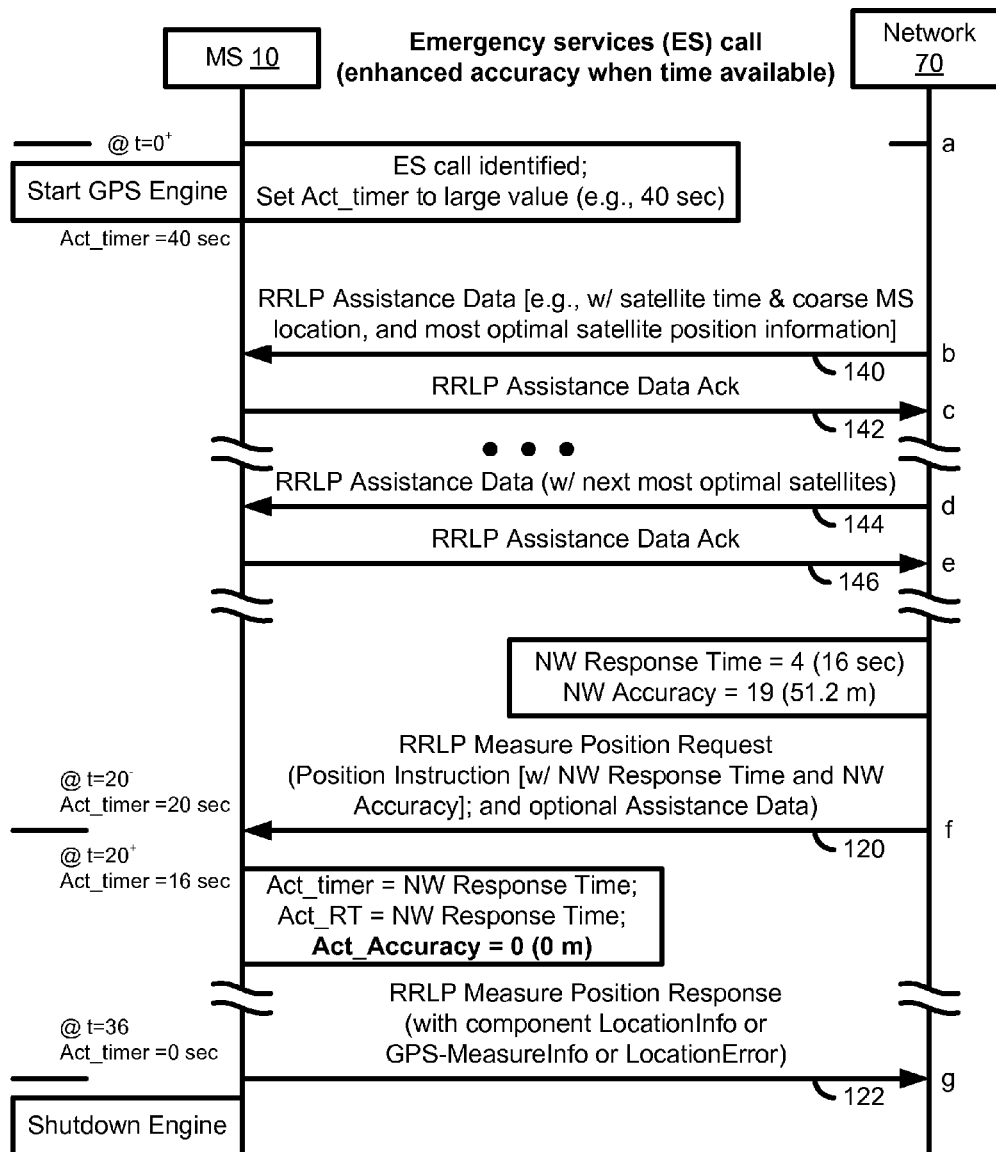 MS 10
Emergency services (ES) call
(enhanced accuracy when time available)
Network
70
@ t=0+
a
Start GPS Engine
ES call identified;
Set Act_timer to large value (e.g., 40 sec)
Act_timer =40 sec
RRLP Assistance Data [e.g., w/ satellite time & coarse MS
location, and most optimal satellite position information]
b
140
RRLP Assistance Data Ack
c
142
RRLP Assistance Data (w/ next most optimal satellites)
d
144
RRLP Assistance Data Ack
e
146
NW Response Time = 4 (16 sec)
NW Accuracy = 19 (51.2 m)
RRLP Measure Position Request
(Position Instruction [w/ NW Response Time and NW
Accuracy]; and optional Assistance Data)
@ t=20-
Act_timer =20 sec
f
120
@ t=20+
Act_timer =16 sec
Act_timer = NW Response Time;
Act_RT = NW Response Time;
Act_Accuracy = 0 (0 m)
RRLP Measure Position Response
(with component LocationInfo or
GPS-MeasureInfo or LocationError)
@ t=36
Act_timer =0 sec
g
122
Shutdown Engine